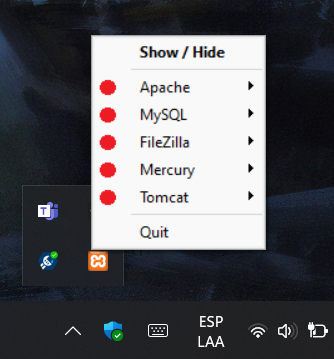 Show / Hide
Apache
MySQL
FileZilla
Mercury
Tomcat
Quit
ESP
LAA